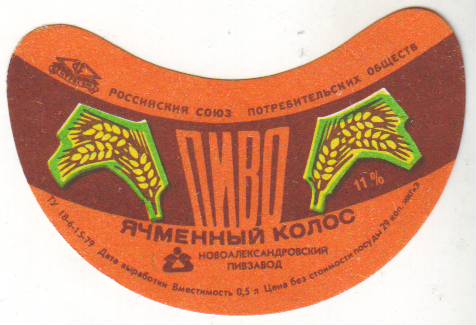 РОССИЙСКИЙ СОЮЗ ПОТРЕБИТЕЛЬСКИХ ОБЩЕСТВ
ПИВО
11%
ЯЧМЕННЫЙ КОЛОС
НОВОАЛЕКСАНДРОВСКИЙ
ПИВЗАВОД
ТУ 18-6-15-79 Дата выработки Вместимость 0,5 л Цена без стоимости посуды 29 коп.